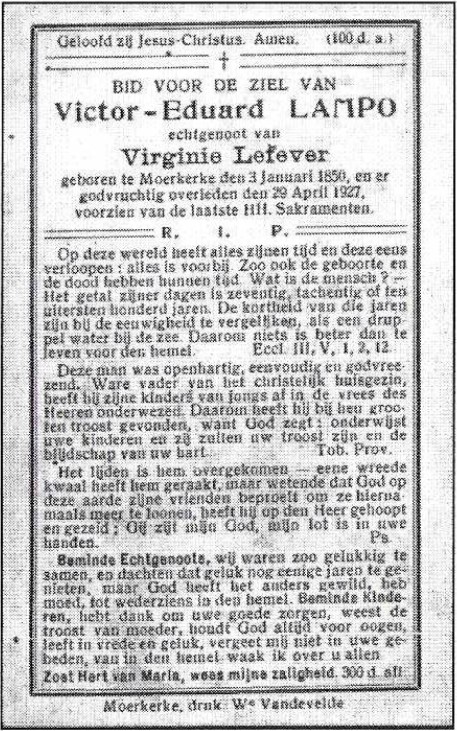 Geloofd zij Jesus-Christus. Amen. (100 d. a.)
BID VOOR DE ZIEL VAN
Victor-Eduard LAMPO
echtgenoot van
Virginie Lefever
geboren te Moerkerke den 3 Januari 1850, en er
godvruchtig overleden den 29 April 1927,
voorzien van de laatste HH. Sakramenten.
R. I. P.
Op deze wereld heeft alles zijnen tijd en deze eens
verloopen : alles is voorbij. Zoo ook de geboorte en
de dood hebben hunnen tijd. Wat is de mensch ? —
Het getal zijner dagen is zeventig, tachentig of ten
uitersten honderd jaren. De kortheid van die jaren
zijn bij de eeuwigheid te vergelijken, als een drup-
pel water bij de zee. Daarom niets is beter dan te
leven voor den hemel. Eccl. III, V, 1, 2, 12.
Deze man was openhartig, eenvoudig en godvree-
zend. Ware vader van het christelijk huisgezin,
heeft hij zijne kinders van jongs af in de vrees des
Heeren onderwezed. Daarom heeft hij bij hen groo-
ten troost gevonden, want God zegt : onderwijst
uwe kinderen en zij zullen uw troost zijn en de
blijdschap van uw hart. Tob. Prov.
Het lijden is hem overgekomen — eene wreede
kwaal heeft hem geraakt, maar wetende dat God op
deze aarde zijne vrienden beproeft om ze hierna-
maals meer te loonen, heeft hij op den Heer gehoopt
en gezeid : Gij zijt mijn God, mijn lot is in uwe
handen. Ps.
Beminde Echtgenoote, wij waren zoo gelukkig te
samen, en dachten dat geluk nog eenige jaren te ge-
nieten, maar God heeft het anders gewild, heb
moed, tot wederziens in den hemel. Beminde Kinde-
ren, hebt dank om uwe goede zorgen, weest de
troost van moeder, houdt God altijd voor oogen,
leeft in vrede en geluk, vergeet mij niet in uwe ge-
beden, van in den hemel waak ik over u allen
Zoet Hert van Maria, wees mijne zaligheid. 300 d. afl
Moerkerke, druk. We Vandevelde